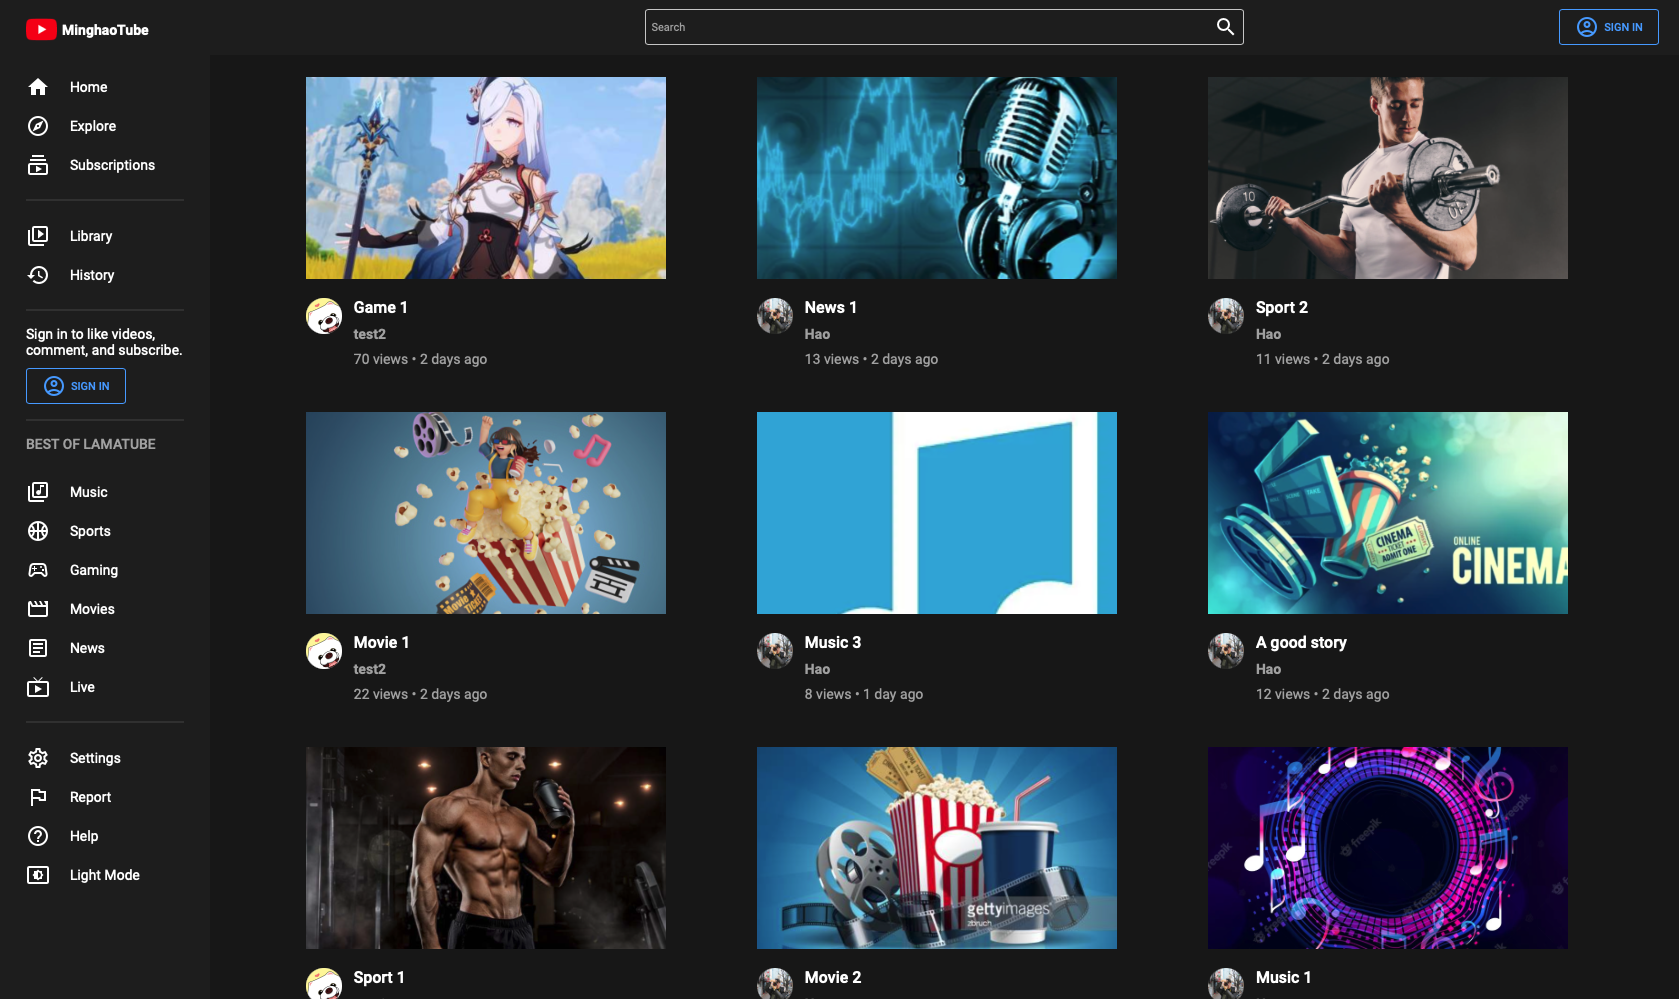 MinghaoTube
Search
SIGN IN
Home
Explore
Subscriptions
Library
History
Sign in to like videos,
comment, and subscribe.
SIGN IN
BEST OF LAMATUBE
Music
Sports
Gaming
Movies
News
Live
Settings
Report
Help
Light Mode
Game 1
test2
70 views • 2 days ago
News 1
Hao
13 views • 2 days ago
10
Sport 2
Hao
11 views • 2 days ago
Movie
TICKET
Movie 1
test2
22 views • 2 days ago
Music 3
Hao
8 views • 1 day ago
CINEMA
TICKET
ADMIT ONE
ONLINE
CINEMA
A good story
Hao
12 views • 2 days ago
Sport 1
gettyimages
zbruch
Movie 2
freepik
freepik
freepik
Music 1